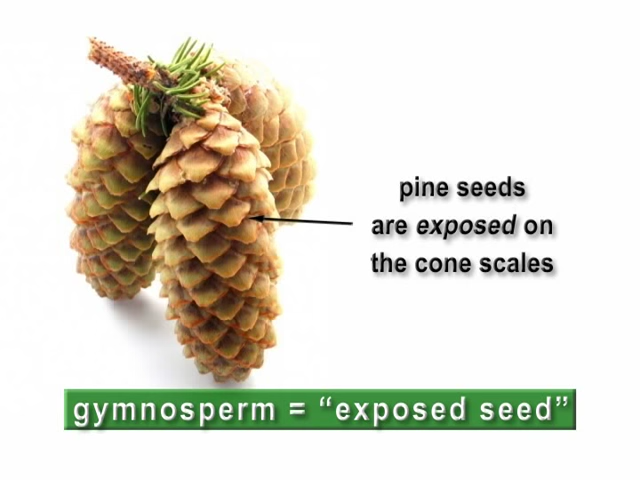 pine seeds
are exposed on
the cone scales
gymnosperm = “exposed seed”